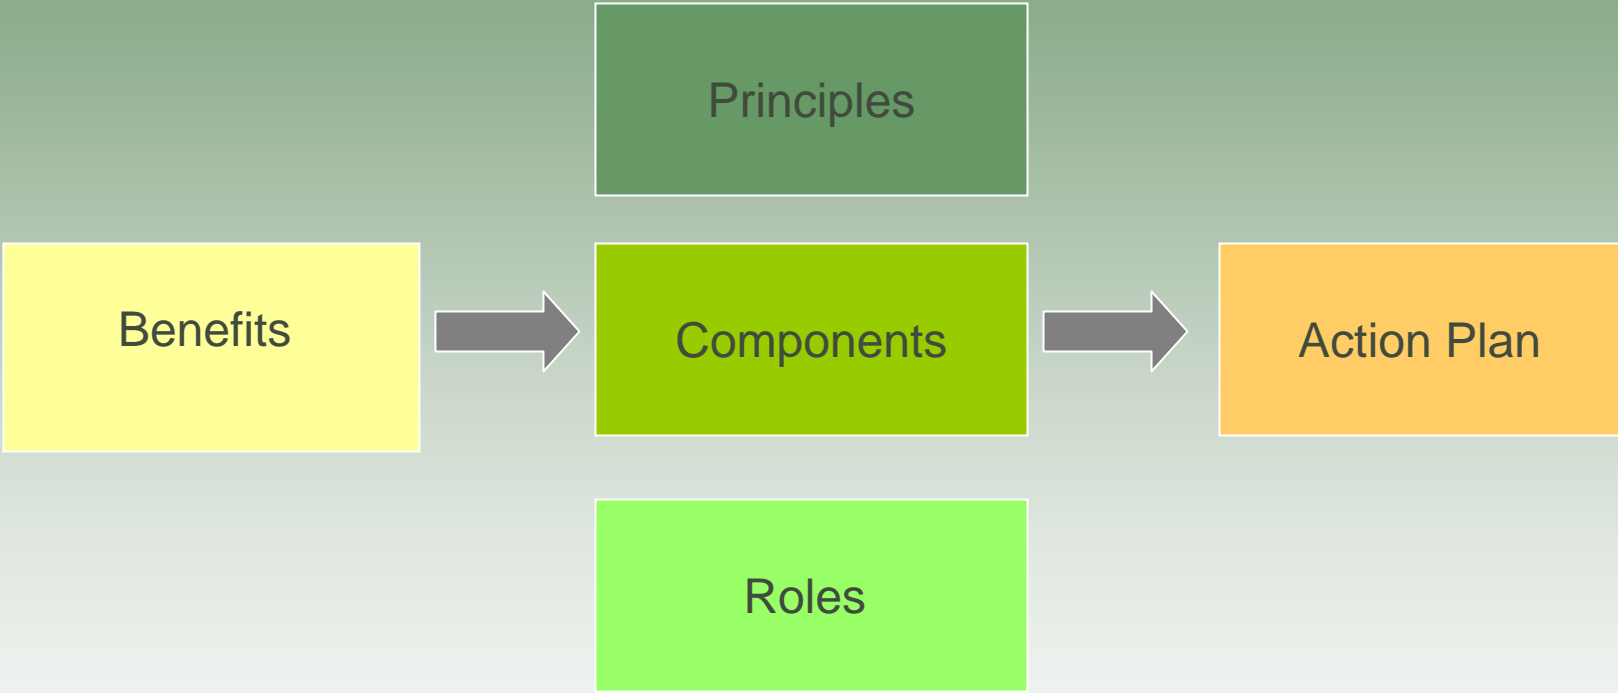 Principles
Benefits
Components
Action Plan
Roles